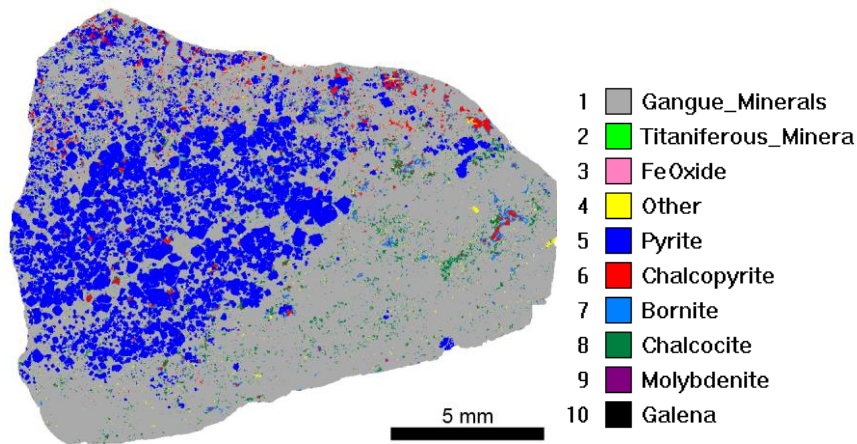 1 Gangue_Minerals
2 Titaniferous_Minera
3 FeOxide
4 Other
5 Pyrite
6 Chalcopyrite
7 Bornite
8 Chalcocite
9 Molybdenite
10 Galena
5 mm